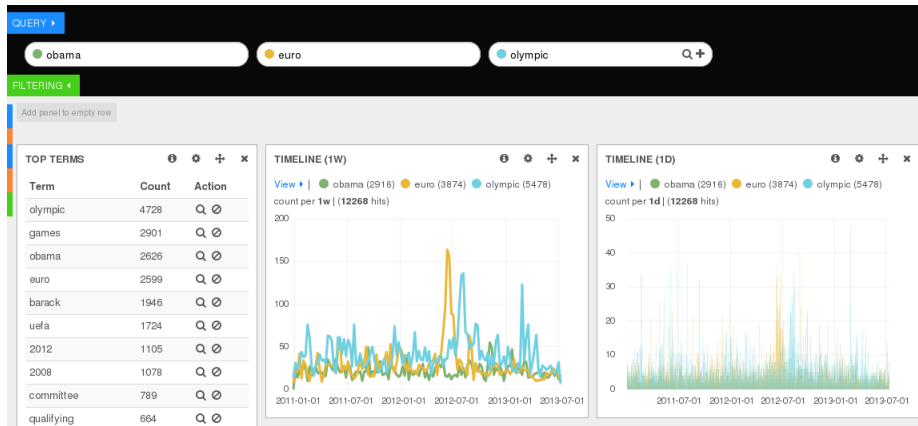 QUERY
obama
euro
olympic
FILTERING
Add panel to empty row
TOP TERMS
Term Count Action
olympic 4728
games 2901
obama 2626
euro 2599
barack 1946
uefa 1724
2012 1105
2008 1078
committee 789
qualifying 664
TIMELINE (1W)
View | obama (2916) euro (3874) olympic (5478)
count per 1w | (12268 hits)
200
150
100
50
0
2011-01-01 2011-07-01 2012-01-01 2012-07-01 2013-01-01 2013-07-01
TIMELINE (1D)
View | obama (2916) euro (3874) olympic (5478)
count per 1d | (12268 hits)
50
40
30
20
10
0
2011-07-01 2012-01-01 2012-07-01 2013-01-01 2013-07-01